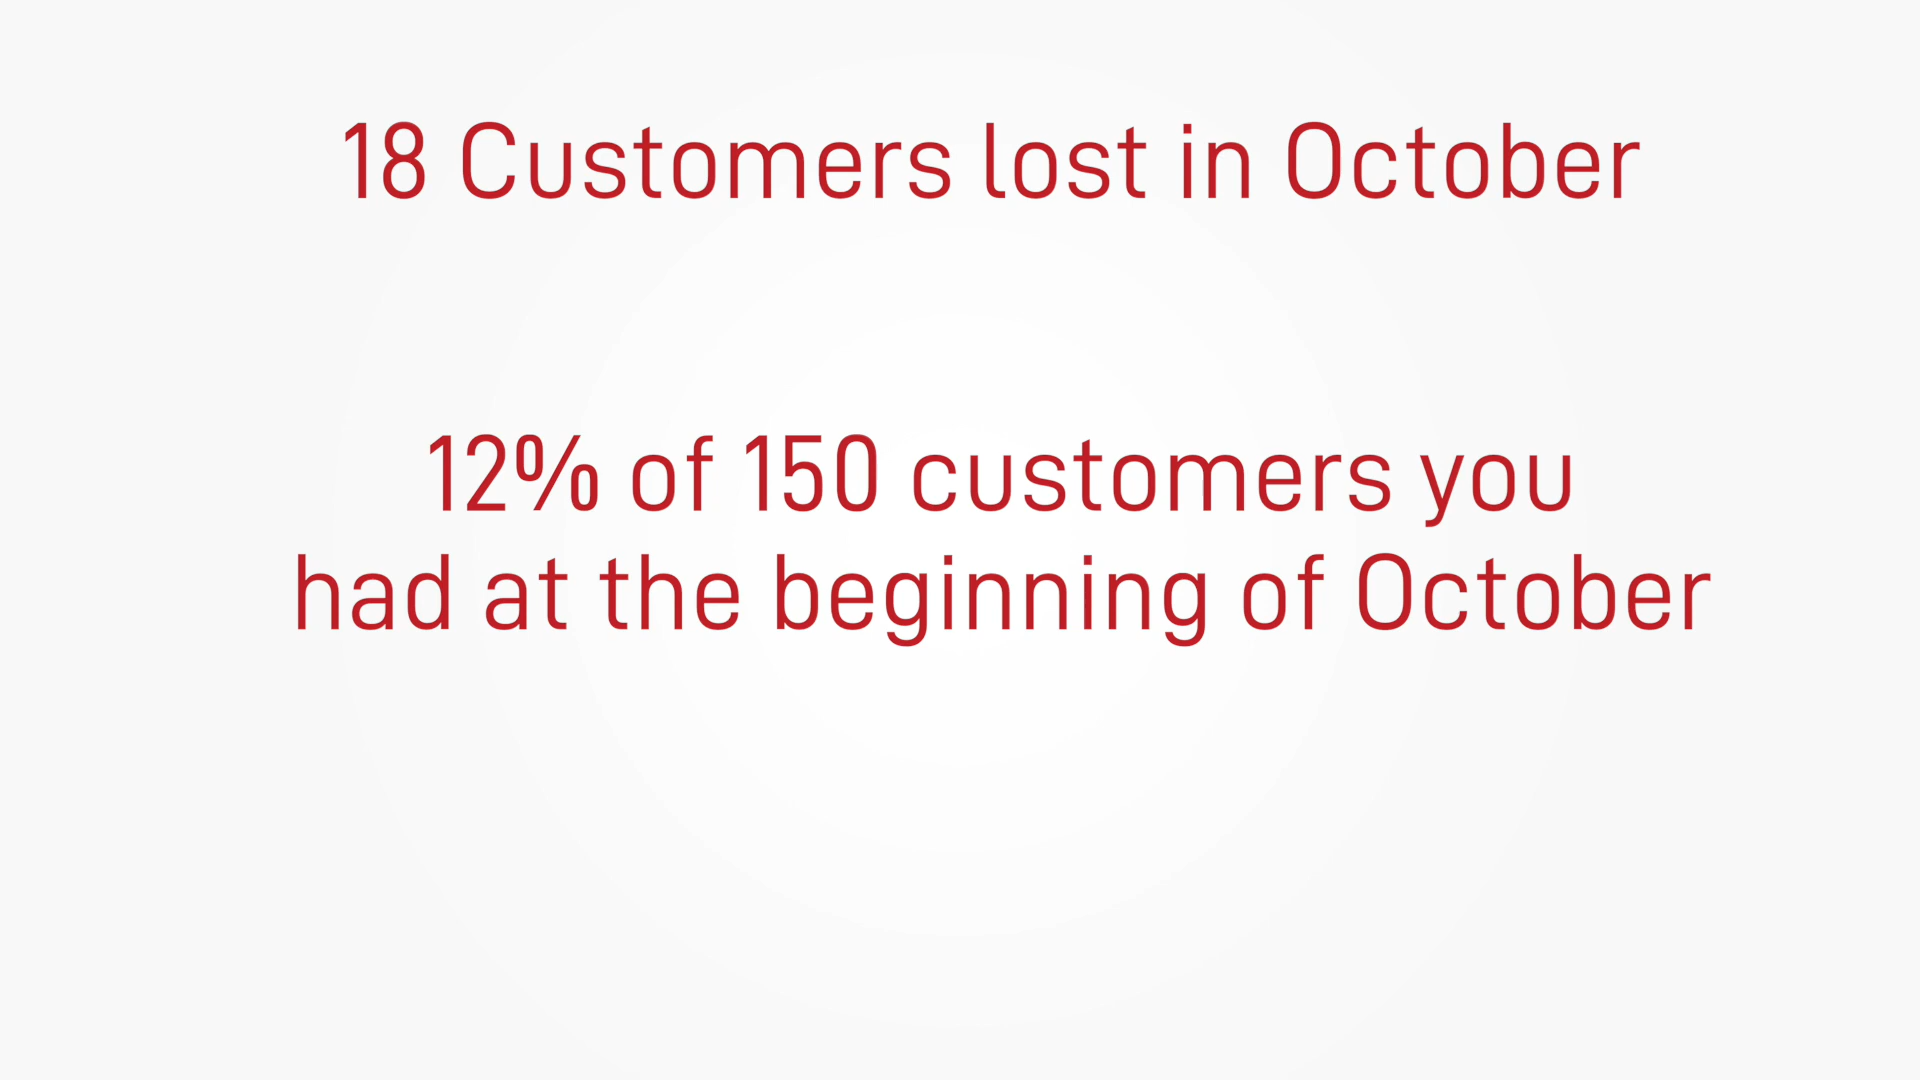 18 Customers lost in October
12% of 150 customers you
had at the beginning of October